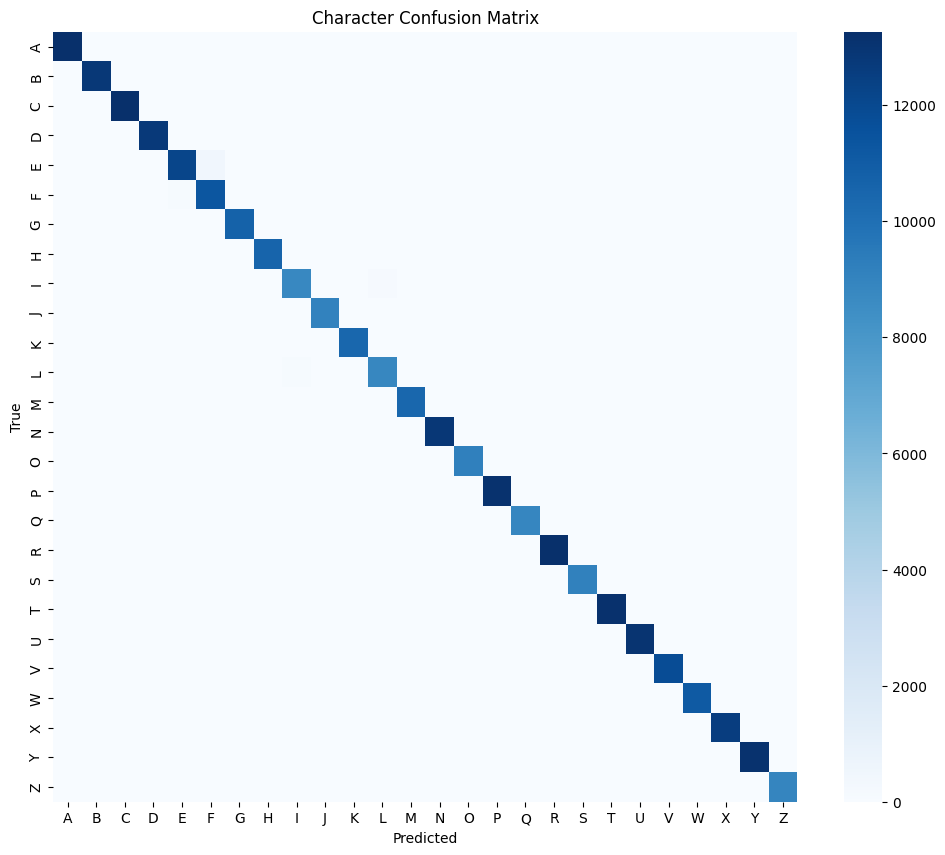 Character Confusion Matrix
True
A
B
C
D
E
F
G
H
I
J
K
L
M
N
O
P
Q
R
S
T
U
V
W
X
Y
Z
A B C D E F G H I J K L M N O P Q R S T U V W X Y Z
Predicted
12000
10000
8000
6000
4000
2000
0